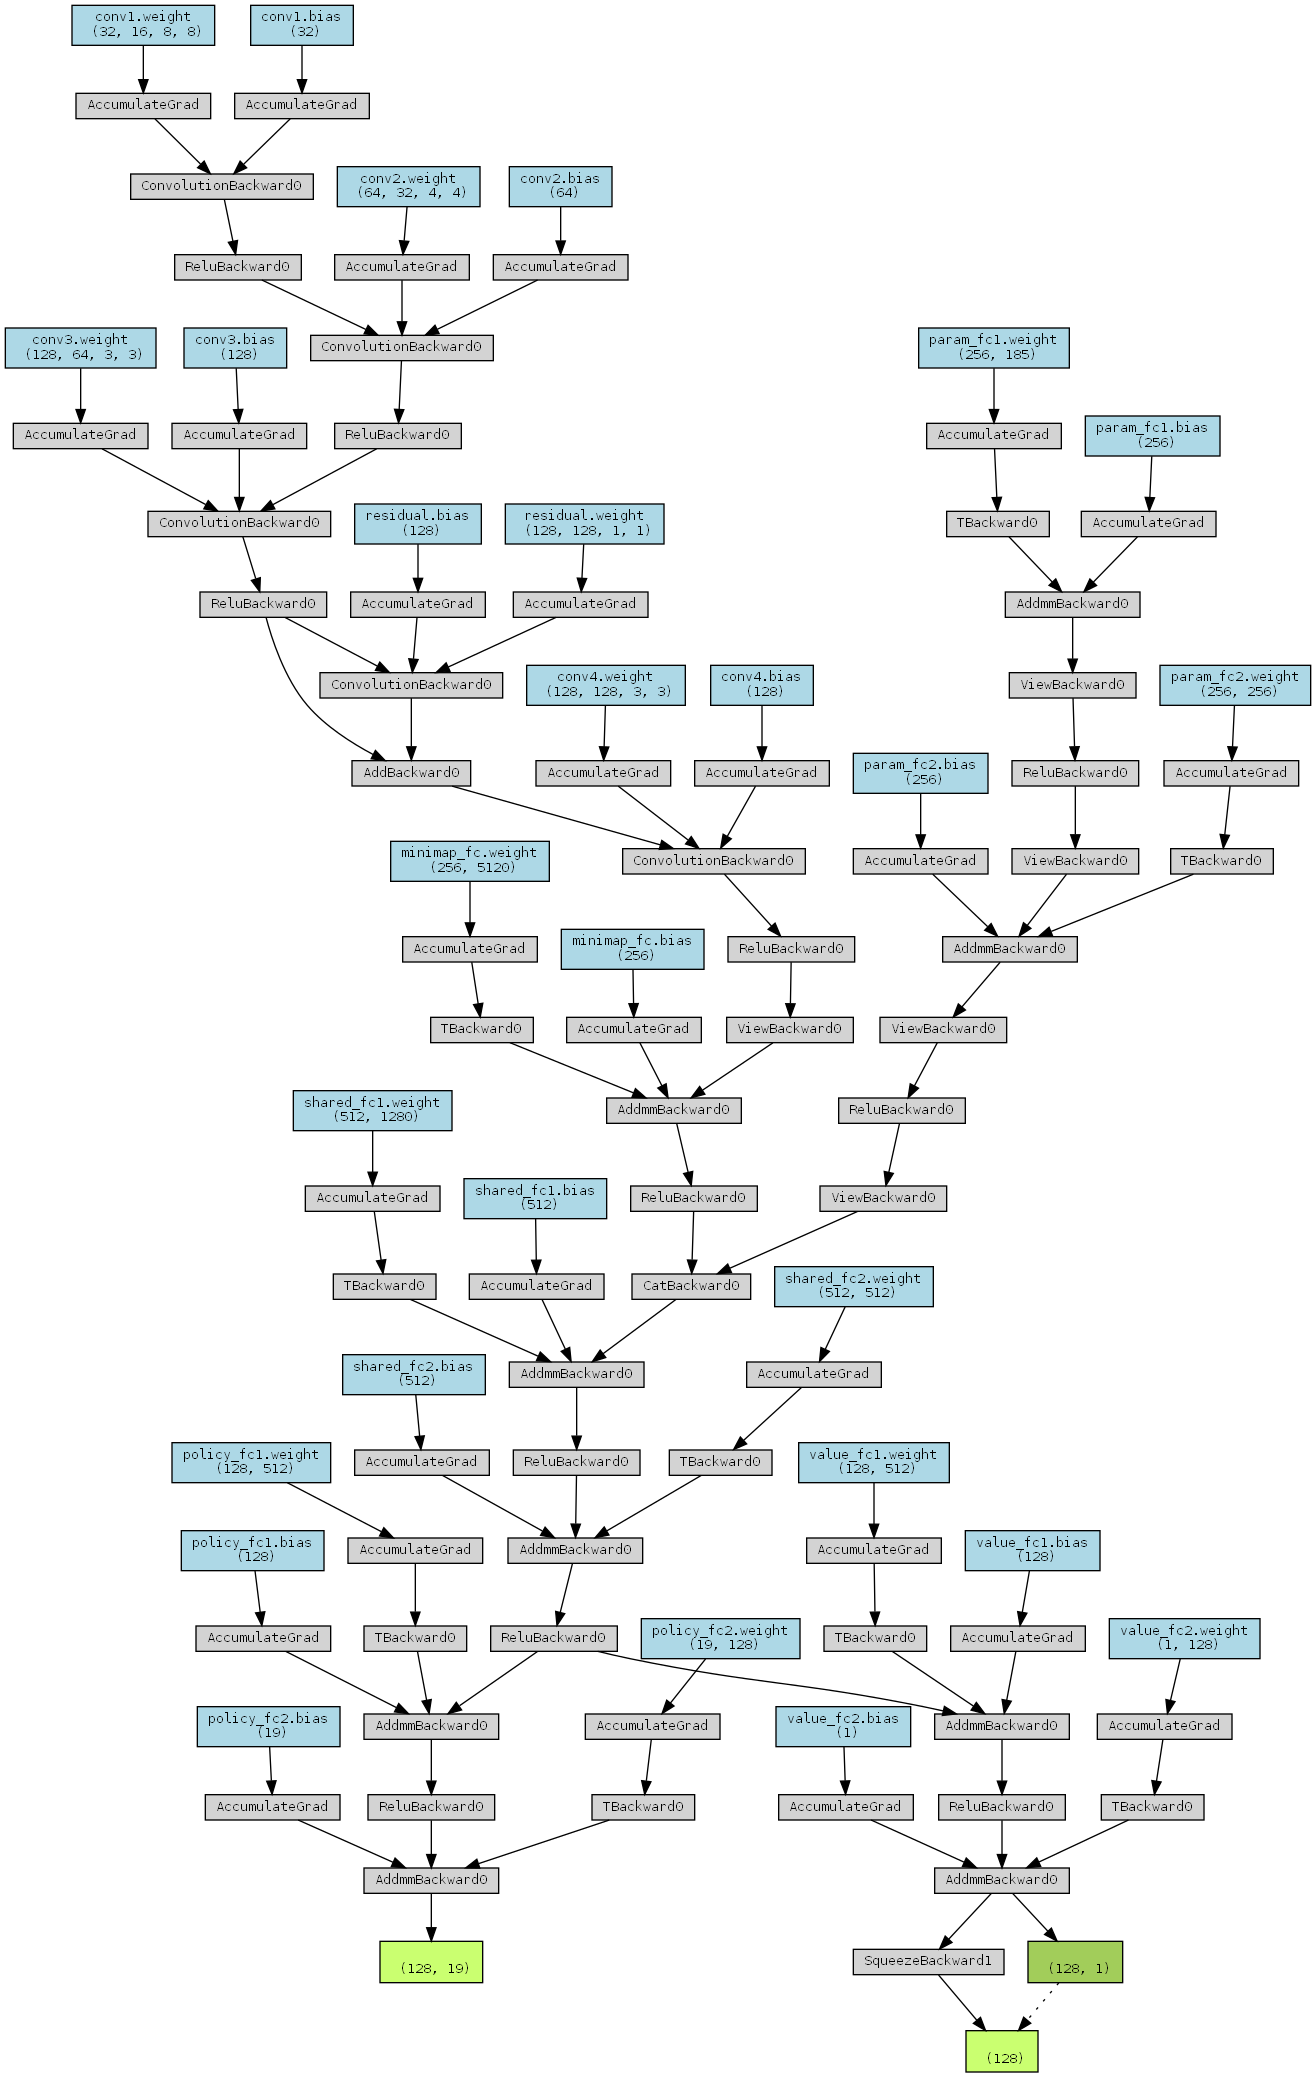 conv1.weight
(32, 16, 8, 8)
conv1.bias
(32)
AccumulateGrad
AccumulateGrad
ConvolutionBackward0
conv2.weight
(64, 32, 4, 4)
conv2.bias
(64)
ReluBackward0
AccumulateGrad
AccumulateGrad
conv3.weight
(128, 64, 3, 3)
conv3.bias
(128)
ConvolutionBackward0
param_fc1.weight
(256, 185)
AccumulateGrad
AccumulateGrad
ReluBackward0
AccumulateGrad
param_fc1.bias
(256)
ConvolutionBackward0
residual.bias
(128)
residual.weight
(128, 128, 1, 1)
TBackward0
AccumulateGrad
ReluBackward0
AccumulateGrad
AccumulateGrad
AddmmBackward0
ConvolutionBackward0
conv4.weight
(128, 128, 3, 3)
conv4.bias
(128)
ViewBackward0
param_fc2.weight
(256, 256)
AddBackward0
AccumulateGrad
AccumulateGrad
param_fc2.bias
(256)
ReluBackward0
AccumulateGrad
minimap_fc.weight
(256, 5120)
ConvolutionBackward0
AccumulateGrad
ViewBackward0
TBackward0
AccumulateGrad
minimap_fc.bias
(256)
ReluBackward0
AddmmBackward0
TBackward0
AccumulateGrad
ViewBackward0
ViewBackward0
shared_fc1.weight
(512, 1280)
AddmmBackward0
ReluBackward0
AccumulateGrad
shared_fc1.bias
(512)
ReluBackward0
ViewBackward0
TBackward0
AccumulateGrad
CatBackward0
shared_fc2.weight
(512, 512)
shared_fc2.bias
(512)
AddmmBackward0
AccumulateGrad
policy_fc1.weight
(128, 512)
AccumulateGrad
ReluBackward0
TBackward0
value_fc1.weight
(128, 512)
policy_fc1.bias
(128)
AccumulateGrad
AddmmBackward0
AccumulateGrad
value_fc1.bias
(128)
AccumulateGrad
TBackward0
ReluBackward0
policy_fc2.weight
(19, 128)
TBackward0
AccumulateGrad
value_fc2.weight
(1, 128)
policy_fc2.bias
(19)
AddmmBackward0
AccumulateGrad
value_fc2.bias
(1)
AddmmBackward0
AccumulateGrad
AccumulateGrad
ReluBackward0
TBackward0
AccumulateGrad
ReluBackward0
TBackward0
AddmmBackward0
AddmmBackward0
(128, 19)
SqueezeBackward1
(128, 1)
(128)